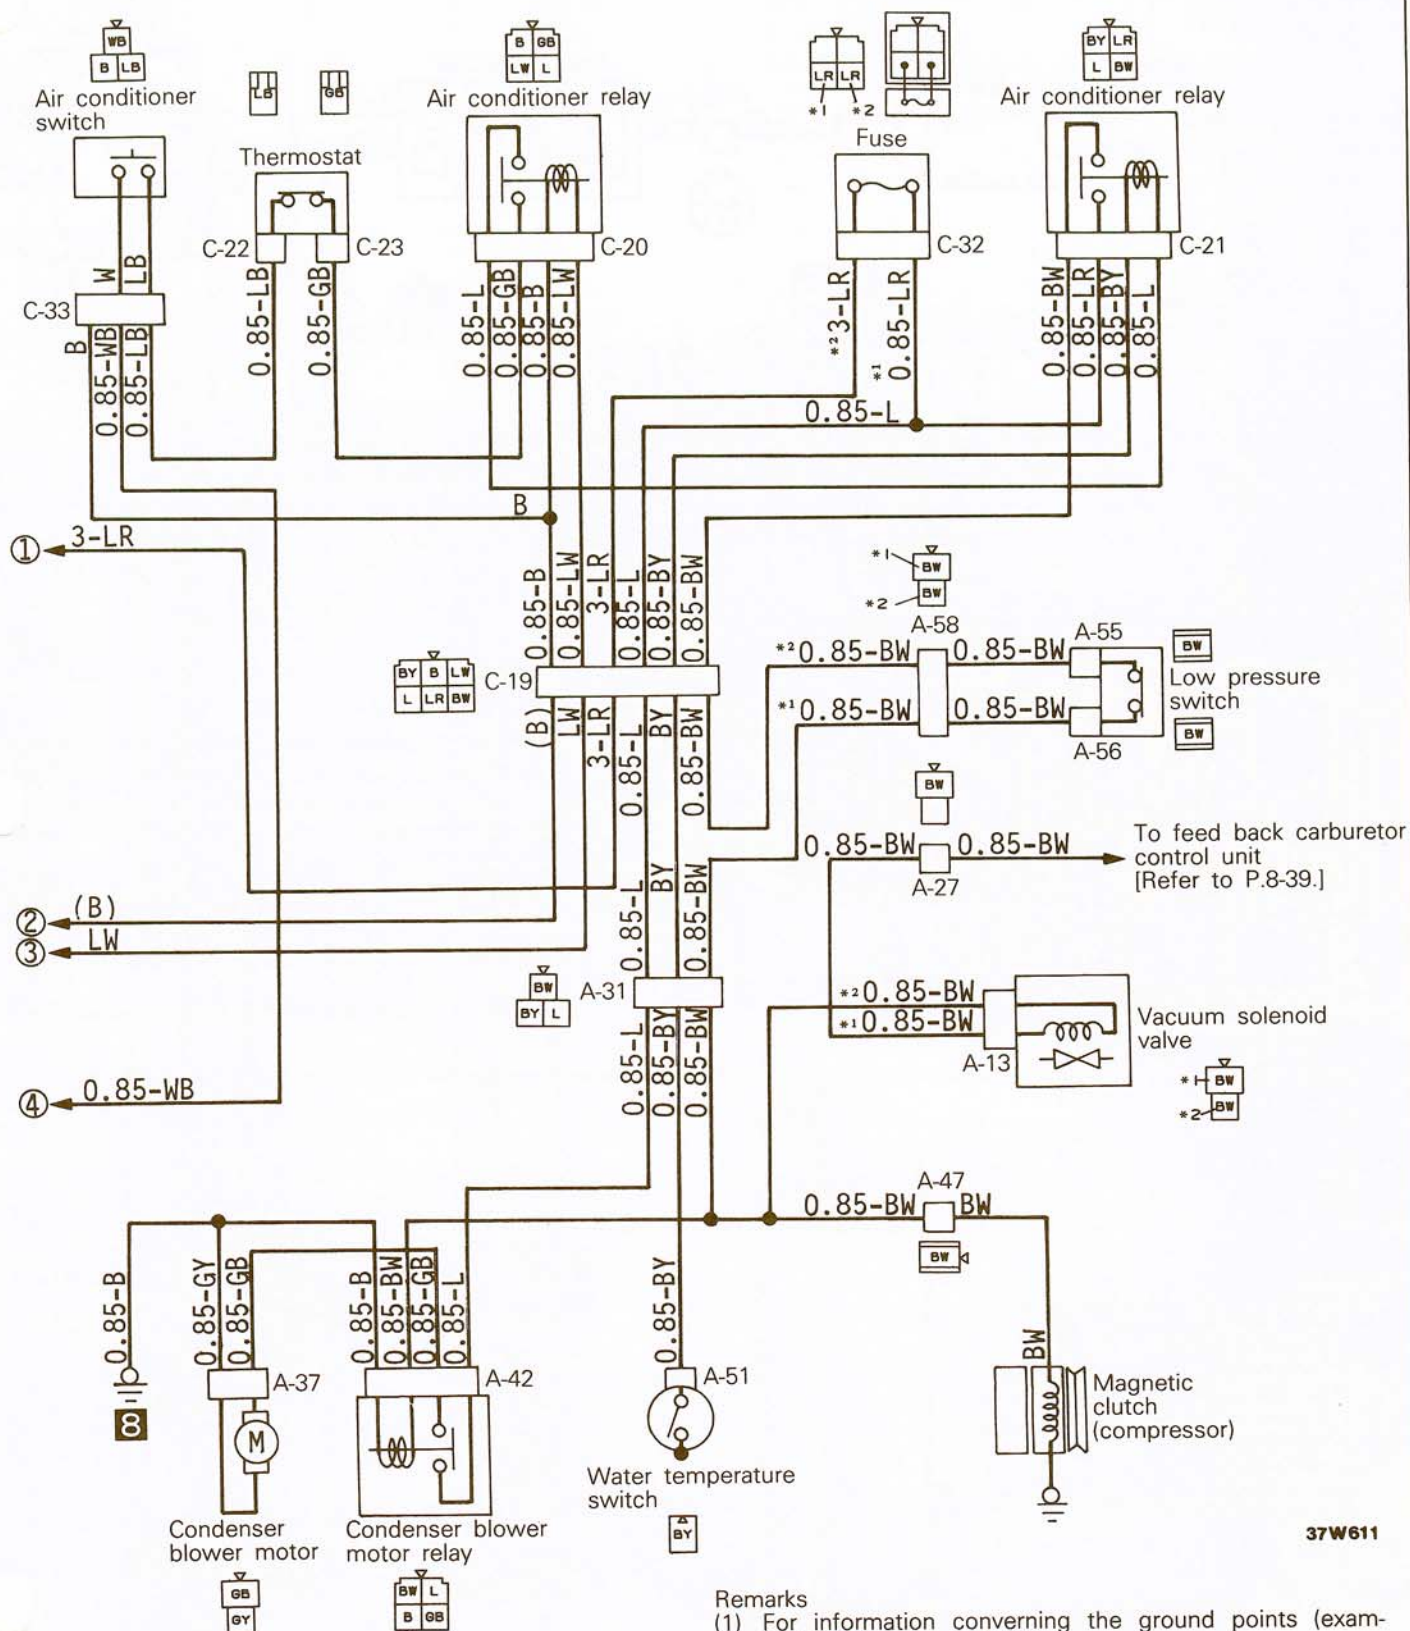 WB
B LB
Air conditioner
switch
LB
GB
Thermostat
B GB
LW L
Air conditioner relay
LR LR
*1 *2
Fuse
BY LR
L BW
Air conditioner relay
C-22
C-23
C-20
C-32
C-21
W
LB
C-33
B
0.85-WB
0.85-LB
0.85-LB
0.85-GB
0.85-L
0.85-GB
0.85-B
0.85-LW
*23-LR
*1 0.85-LR
0.85-BW
0.85-LR
0.85-BY
0.85-L
0.85-L
B
① 3-LR
0.85-B
0.85-LW
3-LR
0.85-L
0.85-BY
0.85-BW
*1 BW
*2 BW
A-58
A-55
*20.85-BW
0.85-BW
BW
Low pressure
switch
BY B LW
L LR BW
C-19
*10.85-BW
0.85-BW
BW
A-56
(B)
LW
3-LR
0.85-L
BY
0.85-BW
BW
0.85-BW
0.85-BW
A-27
To feed back carburetor
control unit
[Refer to P.8-39.]
0.85-L
BY
0.85-BW
② (B)
③ LW
BW
BY L
A-31
*20.85-BW
*10.85-BW
A-13
Vacuum solenoid
valve
*1 BW
*2 BW
④ 0.85-WB
0.85-L
0.85-BY
0.85-BW
A-47
0.85-BW
BW
BW
0.85-B
0.85-GY
0.85-GB
0.85-B
0.85-BW
0.85-GB
0.85-L
0.85-BY
BW
8
A-37
A-42
A-51
M
Magnetic
clutch
(compressor)
Water temperature
switch
BY
Condenser
blower motor
Condenser blower
motor relay
37W611
GB
GY
BW L
B GB
Remarks
(1) For information converning the ground points (exam-